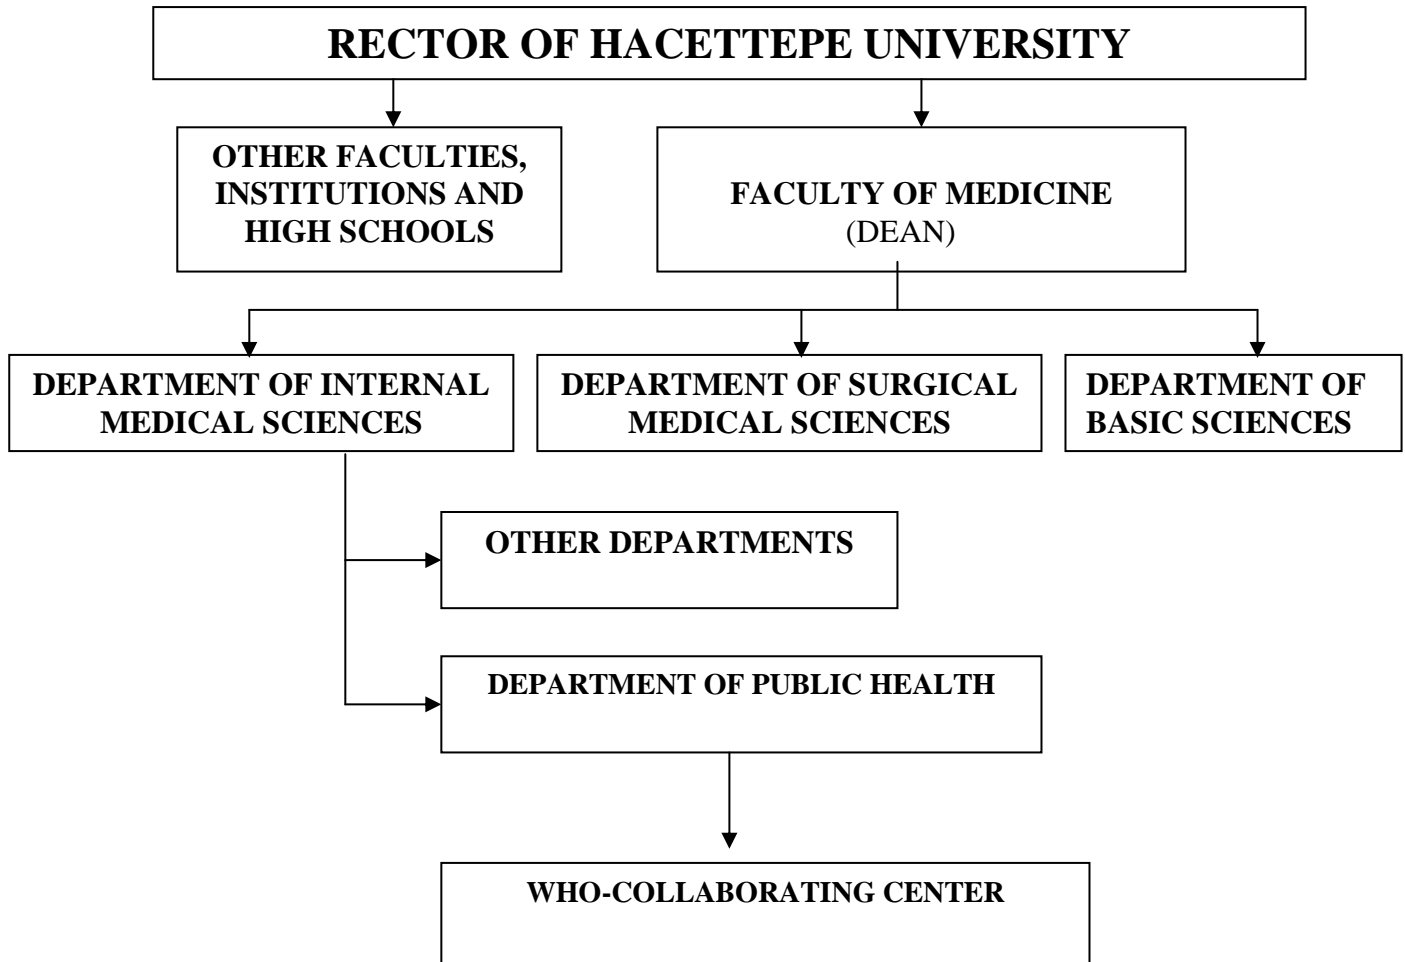 RECTOR OF HACETTEPE UNIVERSITY
OTHER FACULTIES,
INSTITUTIONS AND
HIGH SCHOOLS
FACULTY OF MEDICINE
(DEAN)
DEPARTMENT OF INTERNAL
MEDICAL SCIENCES
DEPARTMENT OF SURGICAL
MEDICAL SCIENCES
DEPARTMENT OF
BASIC SCIENCES
OTHER DEPARTMENTS
DEPARTMENT OF PUBLIC HEALTH
WHO-COLLABORATING CENTER